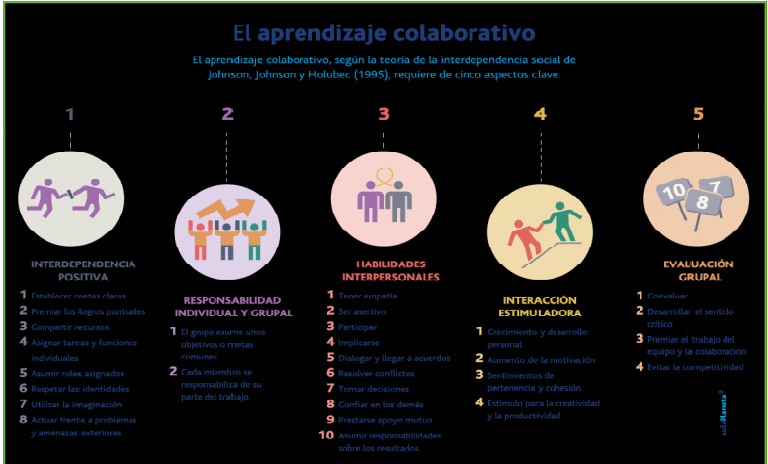 El aprendizaje colaborativo
El aprendizaje colaborativo, según la teoría de la interdependencia social de
Johnson, Johnson y Holubec (1995), requiere de cinco aspectos clave
1
INTERDEPENDENCIA
POSITIVA
1 Establecer metas claras
2 Premiar los logros puntuales
3 Compartir recursos
4 Asignar tareas y funciones
individuales
5 Asumir roles asignados
6 Respetar las identidades
7 Utilizar la imaginación
8 Actuar frente a problemas
y amenazas exteriores
2
RESPONSABILIDAD
INDIVIDUAL Y GRUPAL
1 El grupo asume unos
objetivos o metas
comunes
2 Cada miembro se
responsabiliza de su
parte del trabajo.
3
HABILIDADES
INTERPERSONALES
1 Tener empatía
2 Ser asertivo
3 Participar
4 Implicarse
5 Dialogar y llegar a acuerdos
6 Resolver conflictos
7 Tomar decisiones
8 Confiar en los demás
9 Prestarse apoyo mutuo
10 Asumir responsabilidades
sobre los resultados
4
INTERACCIÓN
ESTIMULADORA
1 Crecimiento y desarrollo
personal
2 Aumento de la motivación
3 Sentimientos de
pertenencia y cohesión
4 Estímulo para la creatividad
y la productividad
5
10 7
8
EVALUACIÓN
GRUPAL
1 Coevaluar
2 Desarrollar el sentido
crítico
3 Premiar el trabajo del
equipo y la colaboración
4 Evitar la competitividad
aulaPlaneta